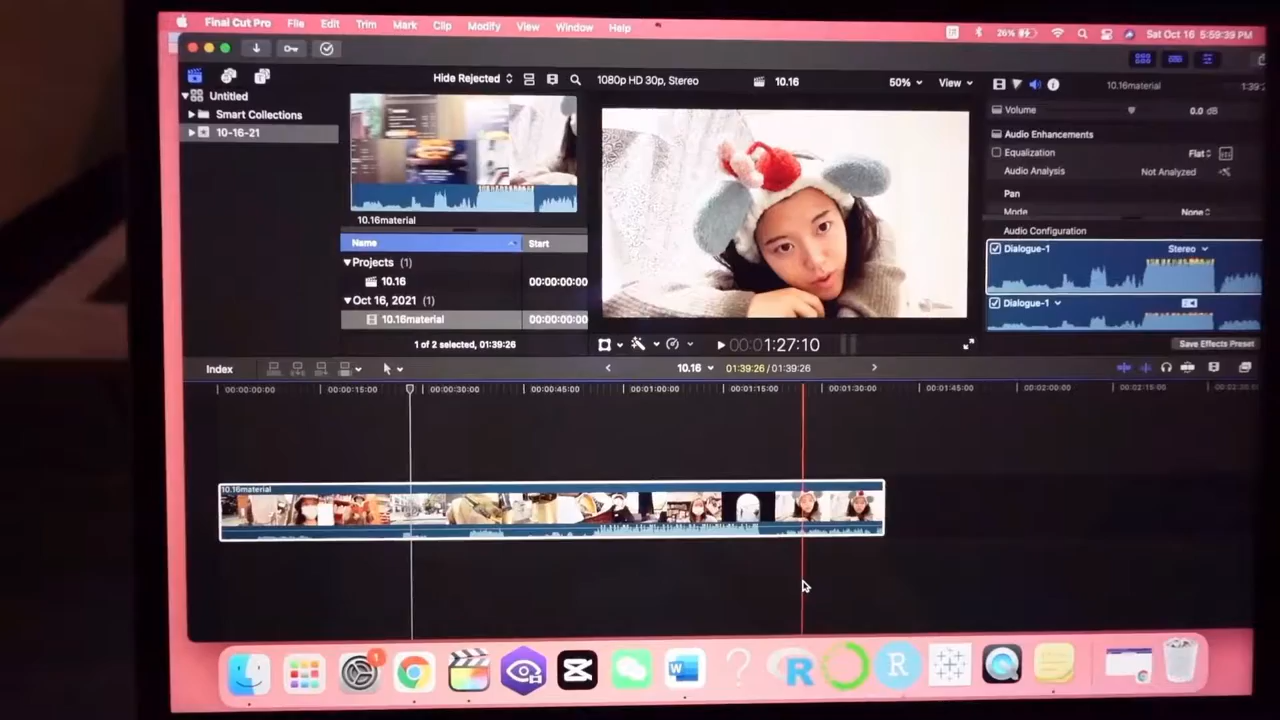 Final Cut Pro File Edit Trim Mark Clip Modify View Window Help 26% Sat Oct 16 5:59:39 PM
Hide Rejected 1080p HD 30p, Stereo 10.16 50% View 10.16material
Untitled
Smart Collections
10-16-21
10.16material
Name Start
Projects (1)
10.16 00:00:00:00
Oct 16, 2021 (1)
10.16material 00:00:00:00
1 of 2 selected, 01:39:26
00:01:27:10
Volume 0.0 dB
Audio Enhancements
Equalization Flat
Audio Analysis Not Analyzed
Pan
Mode None
Audio Configuration
Dialogue-1 Stereo
Dialogue-1
Save Effects Preset
Index 10.16 01:39:26 / 01:39:26
00:00:00:00 00:00:15:00 00:00:30:00 00:00:45:00 00:01:00:00 00:01:15:00 00:01:30:00 00:01:45:00 00:02:00:00 00:02:15:00
10.16material
1
W
?
R
R